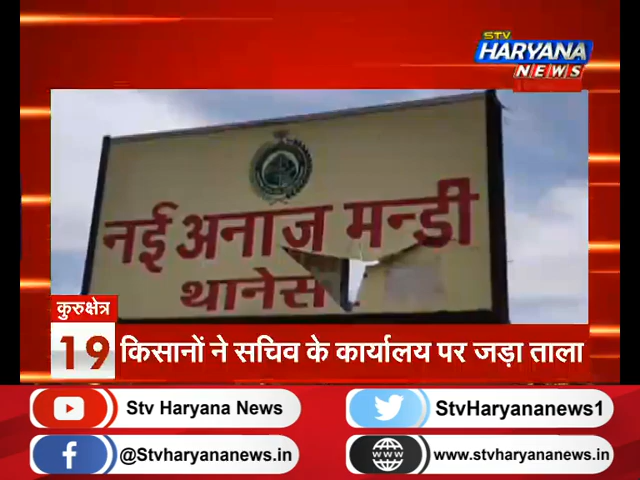 STV
HARYANA
NEWS
नई अनाज मन्डी
थानेस
कुरुक्षेत्र
19 किसानों ने सचिव के कार्यालय पर जड़ा ताला
Stv Haryana News
StvHaryananews1
@Stvharyananews.in
www.stvharyananews.in